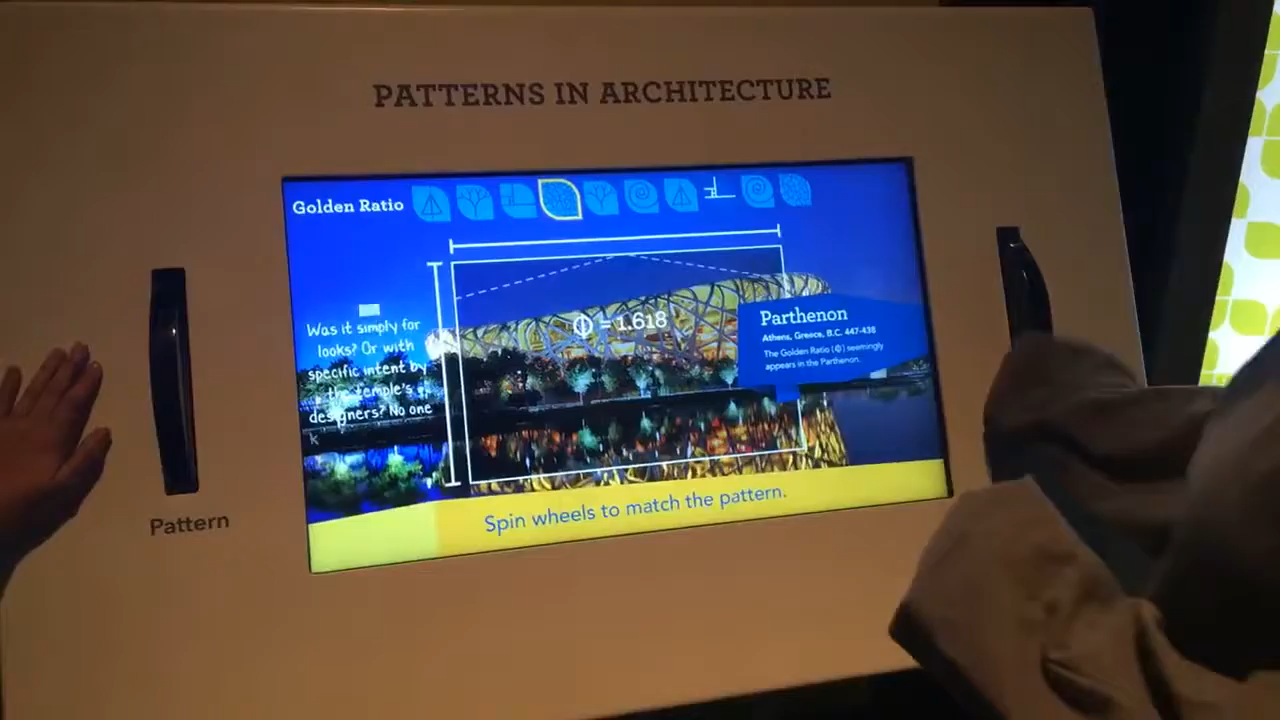 PATTERNS IN ARCHITECTURE
Golden Ratio
Φ = 1.618
Was it simply for
looks? Or with
specific intent by
the temple's
designers? No one
k
Parthenon
Athens, Greece, B.C. 447-438
The Golden Ratio (Φ) seemingly
appears in the Parthenon.
Spin wheels to match the pattern.
Pattern